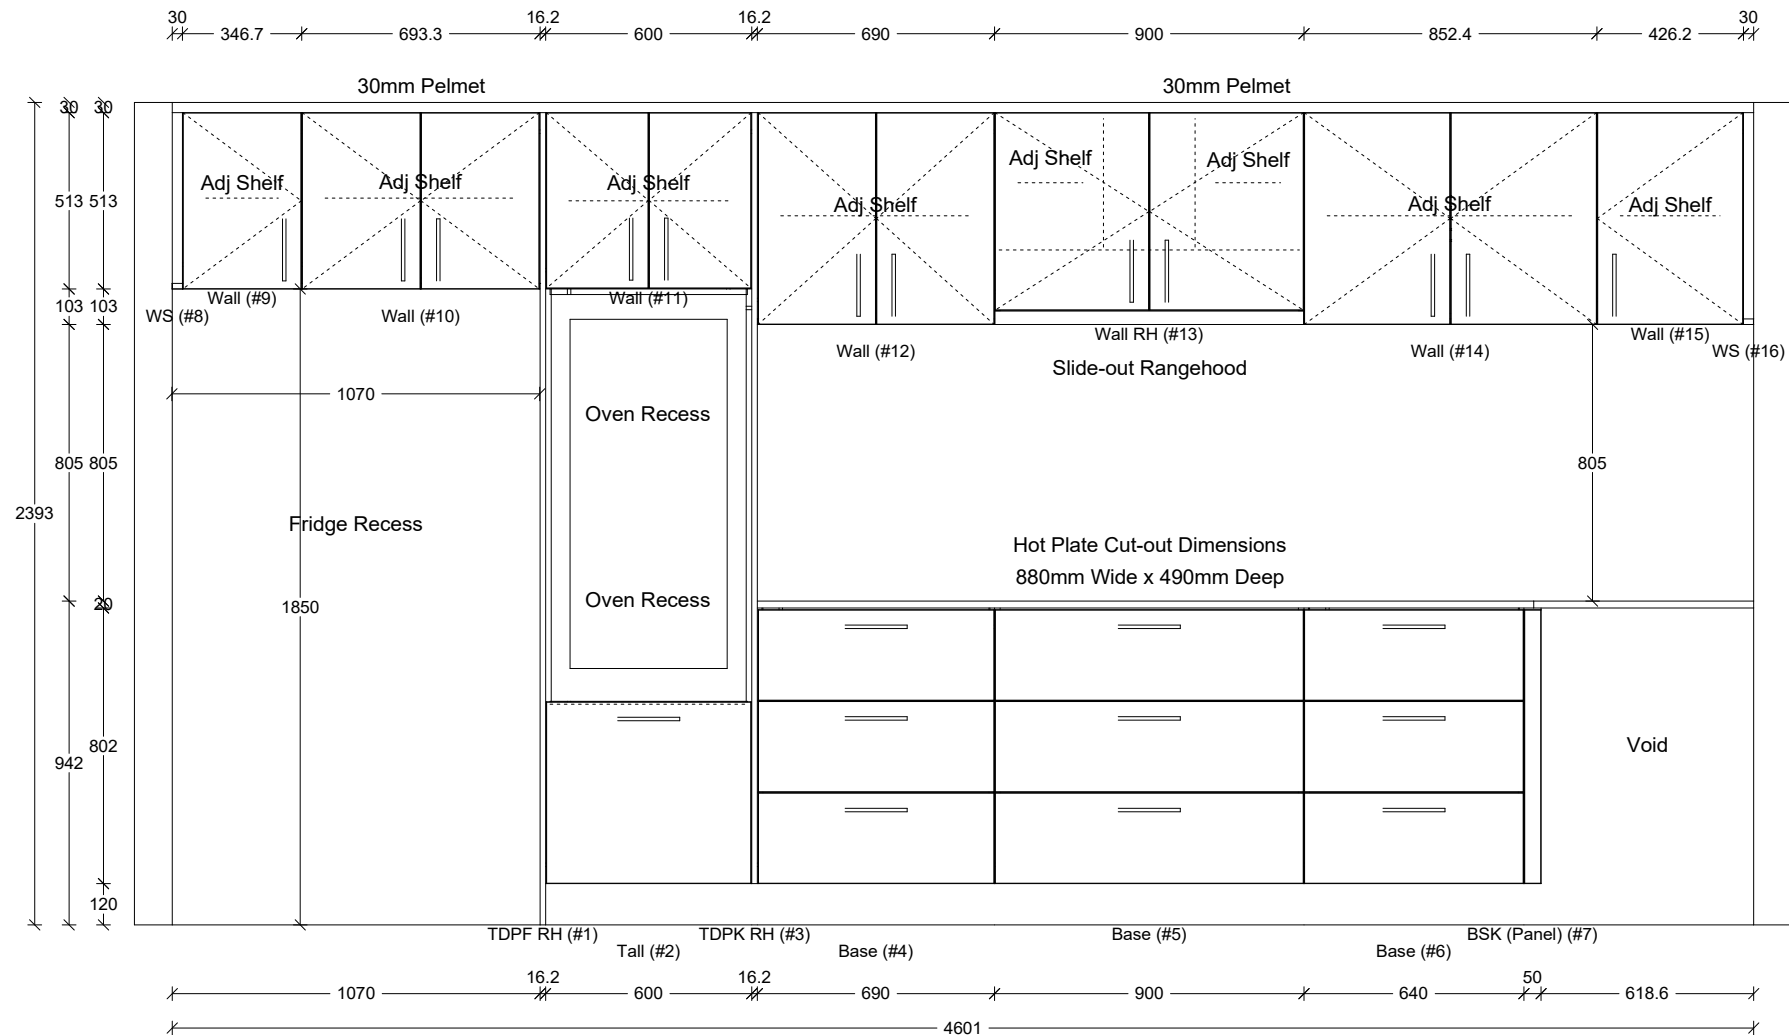 30
16.2
16.2
30
346.7
693.3
600
690
900
852.4
426.2
30mm Pelmet
30mm Pelmet
30
30
Adj Shelf
Adj Shelf
Adj Shelf
Adj Shelf
Adj Shelf
Adj Shelf
Adj Shelf
Adj Shelf
513
513
Wall (#9)
Wall (#11)
103
103
WS (#8)
Wall (#10)
Wall RH (#13)
Wall (#15)
Wall (#12)
Wall (#14)
WS (#16)
Slide-out Rangehood
1070
Oven Recess
805
805
805
2393
Fridge Recess
Hot Plate Cut-out Dimensions
880mm Wide x 490mm Deep
Oven Recess
20
1850
802
Void
942
120
TDPF RH (#1)
TDPK RH (#3)
Base (#5)
BSK (Panel) (#7)
Tall (#2)
Base (#4)
Base (#6)
16.2
16.2
50
1070
600
690
900
640
618.6
4601